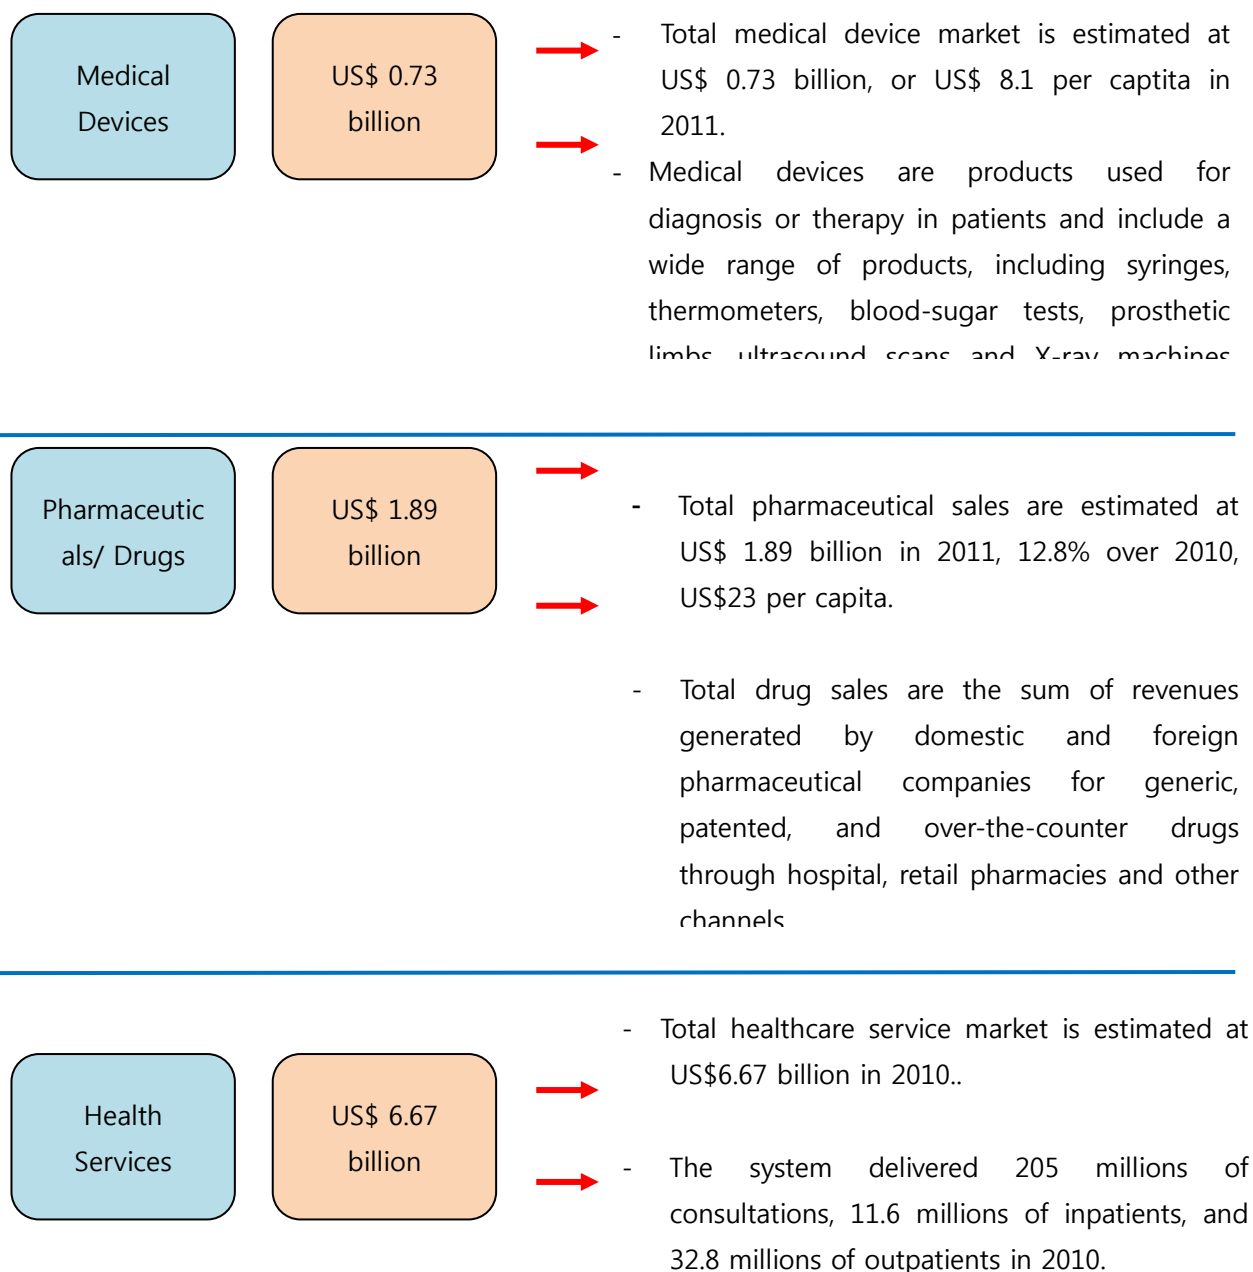 Medical
Devices
US$ 0.73
billion
- Total medical device market is estimated at
US$ 0.73 billion, or US$ 8.1 per captita in
2011.
- Medical devices are products used for
diagnosis or therapy in patients and include a
wide range of products, including syringes,
thermometers, blood-sugar tests, prosthetic
limbs, ultrasound scans and X-ray machines
Pharmaceutic
als/ Drugs
US$ 1.89
billion
- Total pharmaceutical sales are estimated at
US$ 1.89 billion in 2011, 12.8% over 2010,
US$23 per capita.
- Total drug sales are the sum of revenues
generated by domestic and foreign
pharmaceutical companies for generic,
patented, and over-the-counter drugs
through hospital, retail pharmacies and other
channels
Health
Services
US$ 6.67
billion
- Total healthcare service market is estimated at
US$6.67 billion in 2010..
- The system delivered 205 millions of
consultations, 11.6 millions of inpatients, and
32.8 millions of outpatients in 2010.